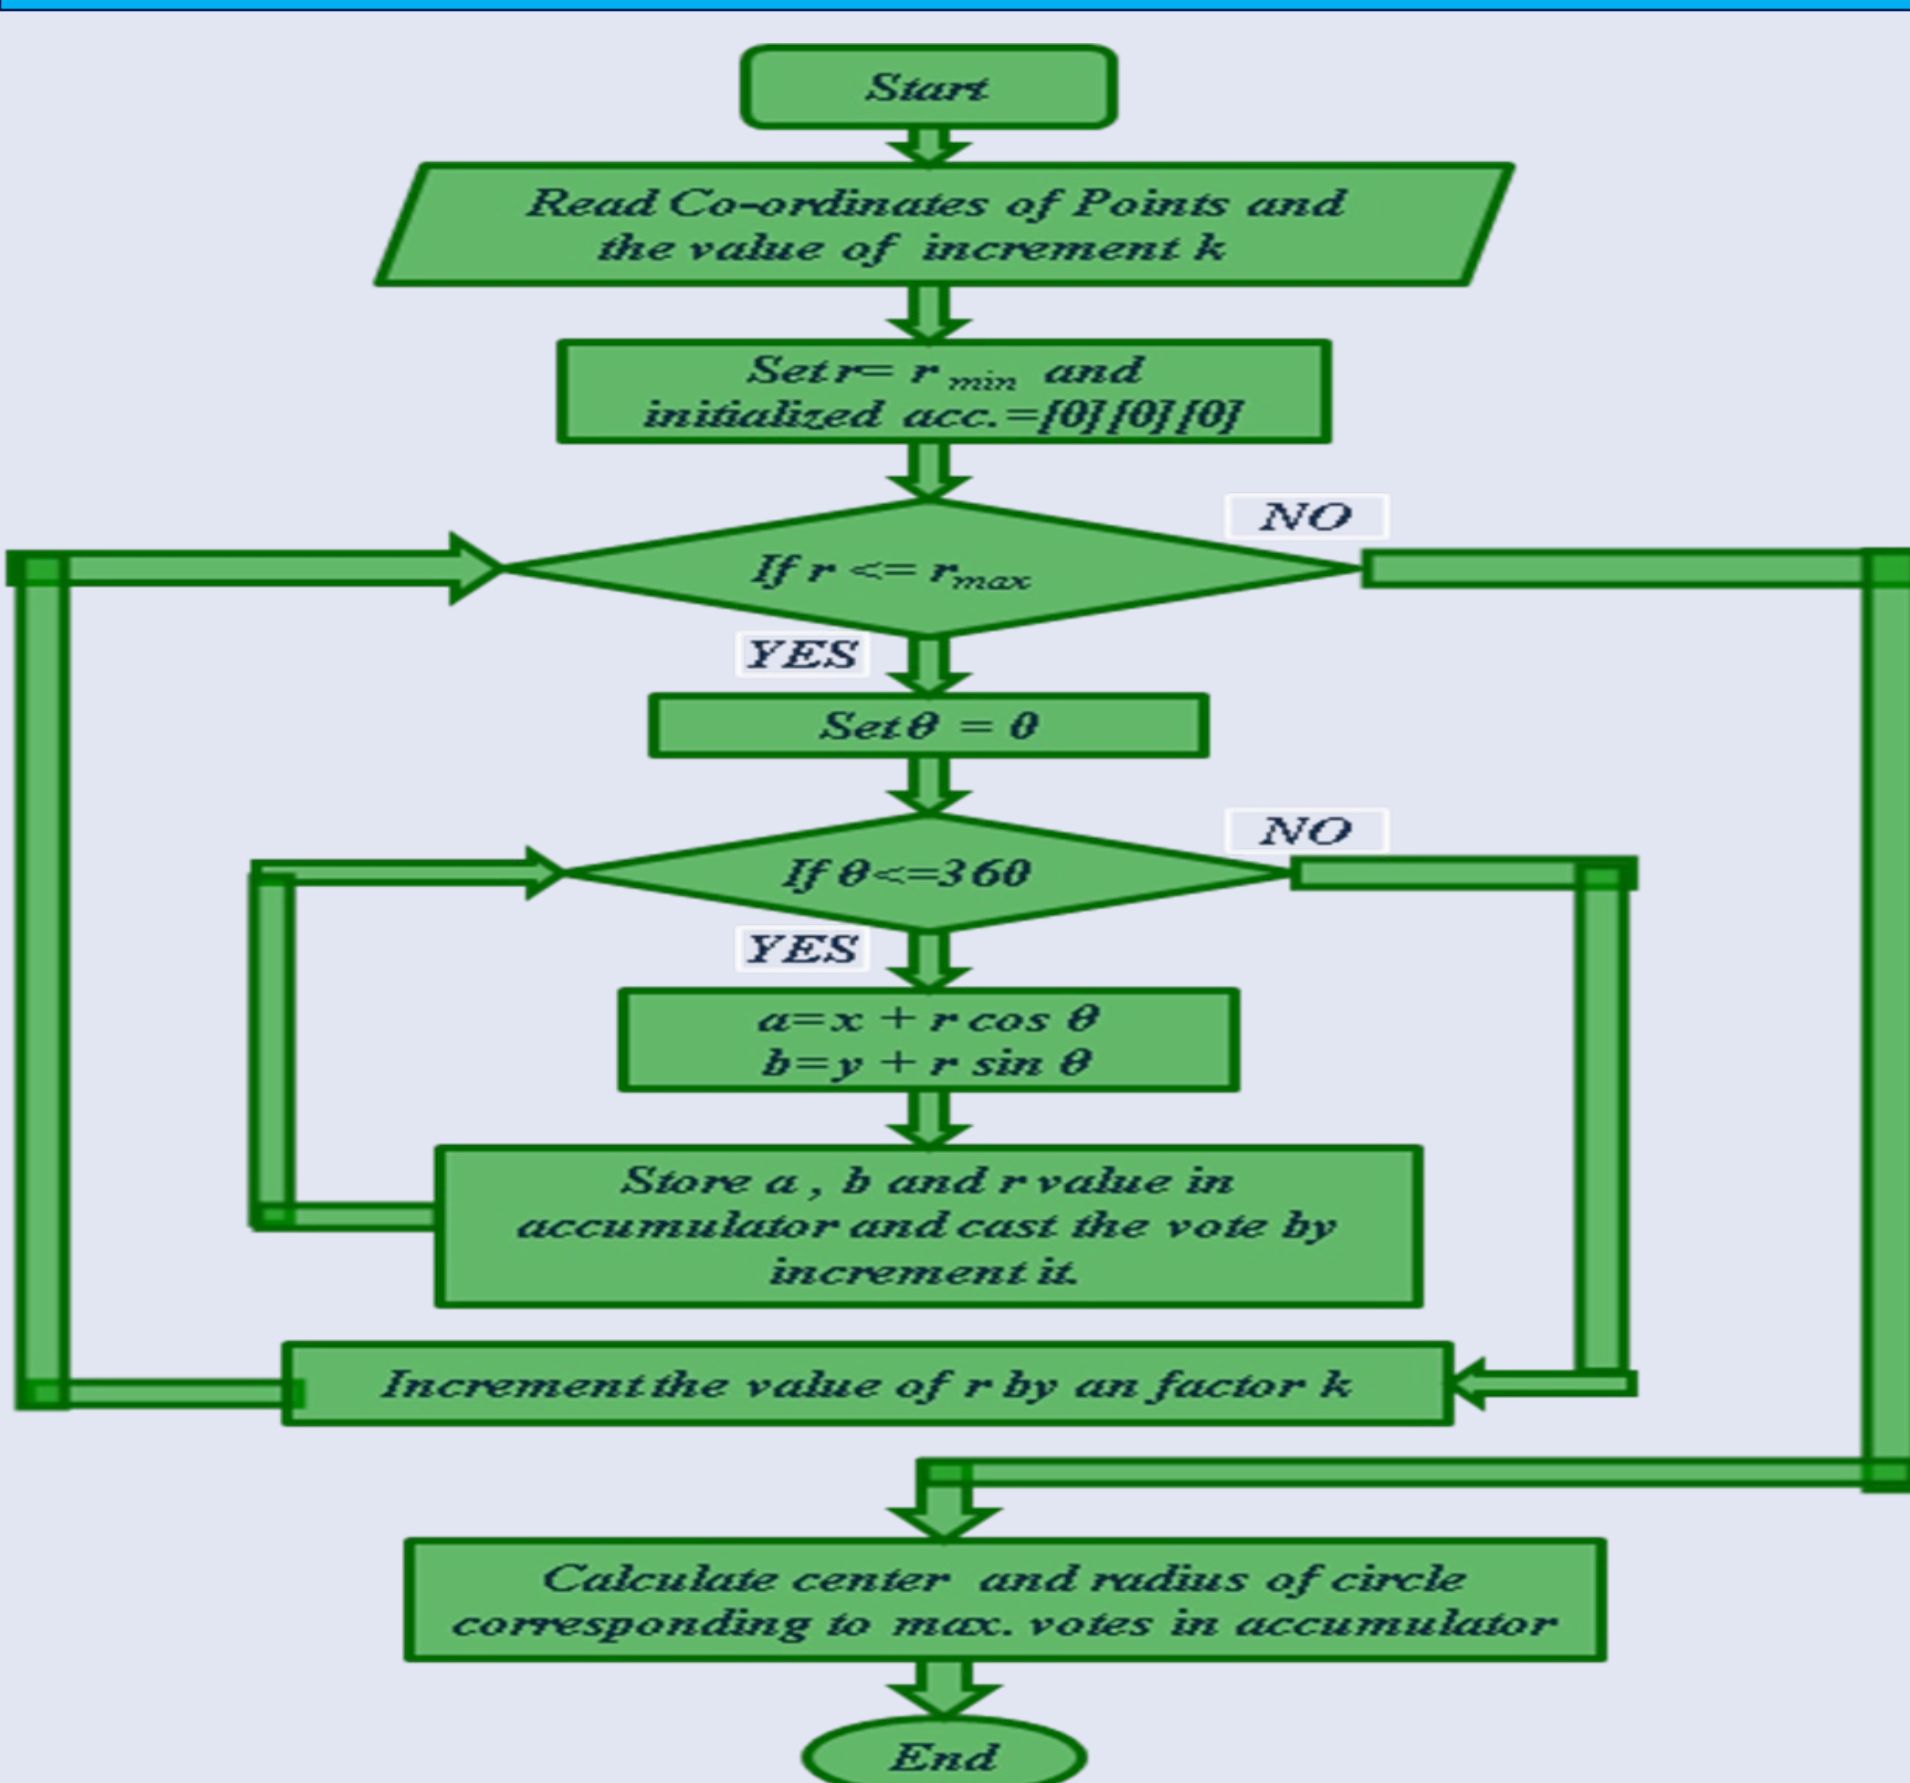 Start
Read Co-ordinates of Points and
the value of increment k
Set r= r min and
initialized acc.=[0][0][0]
NO
If r <= rmax
YES
Set θ = 0
NO
If θ<=360
YES
a=x + r cos θ
b=y + r sin θ
Store a , b and r value in
accumulator and cast the vote by
increment it.
Increment the value of r by an factor k
Calculate center and radius of circle
corresponding to max. votes in accumulator
End